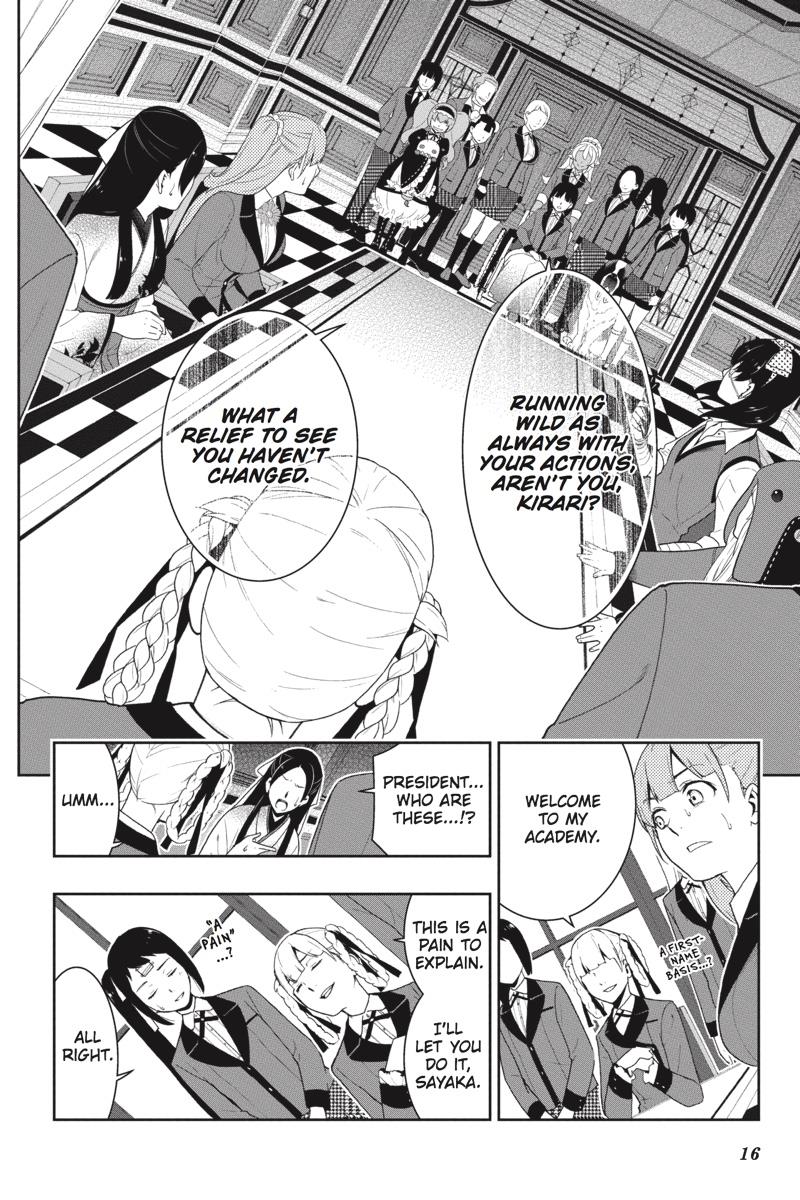 RUNNING
WILD AS
ALWAYS WITH
YOUR ACTIONS,
AREN'T YOU,
KIRARI?
WHAT A
RELIEF TO SEE
YOU HAVEN'T
CHANGED.
WELCOME
TO MY
ACADEMY.
A FIRST-
NAME
BASIS...?
PRESIDENT...
WHO ARE
THESE...!?
UMM...
THIS IS A
PAIN TO
EXPLAIN.
I'LL
LET YOU
DO IT,
SAYAKA.
"A
PAIN"
...?
ALL
RIGHT.
16